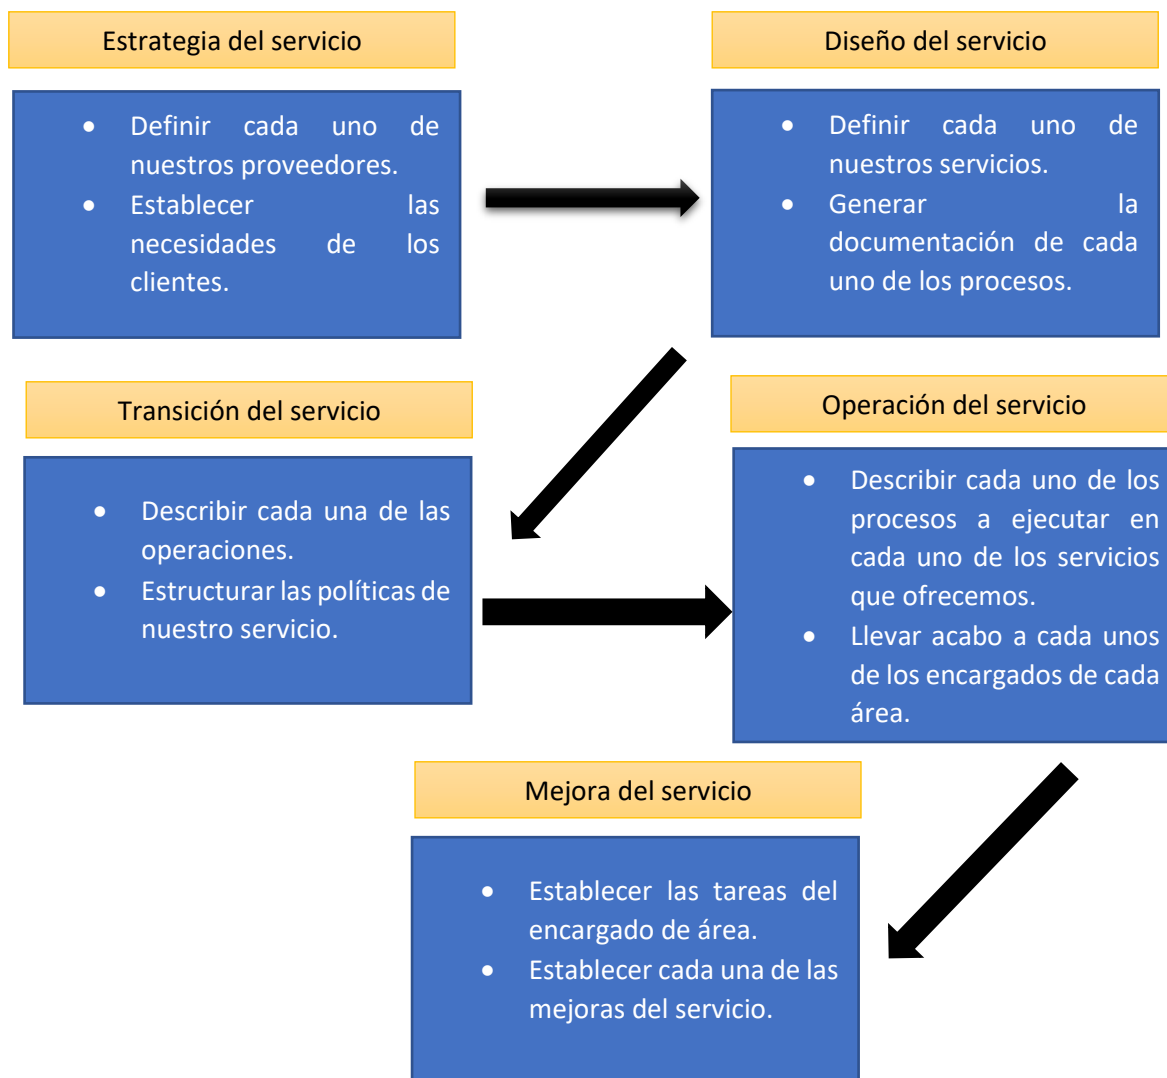 Estrategia del servicio
• Definir cada uno de
nuestros proveedores.
• Establecer las
necesidades de los
clientes.
Diseño del servicio
• Definir cada uno de
nuestros servicios.
• Generar la
documentación de cada
uno de los procesos.
Transición del servicio
• Describir cada una de las
operaciones.
• Estructurar las políticas de
nuestro servicio.
Operación del servicio
• Describir cada uno de los
procesos a ejecutar en
cada uno de los servicios
que ofrecemos.
• Llevar acabo a cada unos
de los encargados de cada
área.
Mejora del servicio
• Establecer las tareas del
encargado de área.
• Establecer cada una de las
mejoras del servicio.